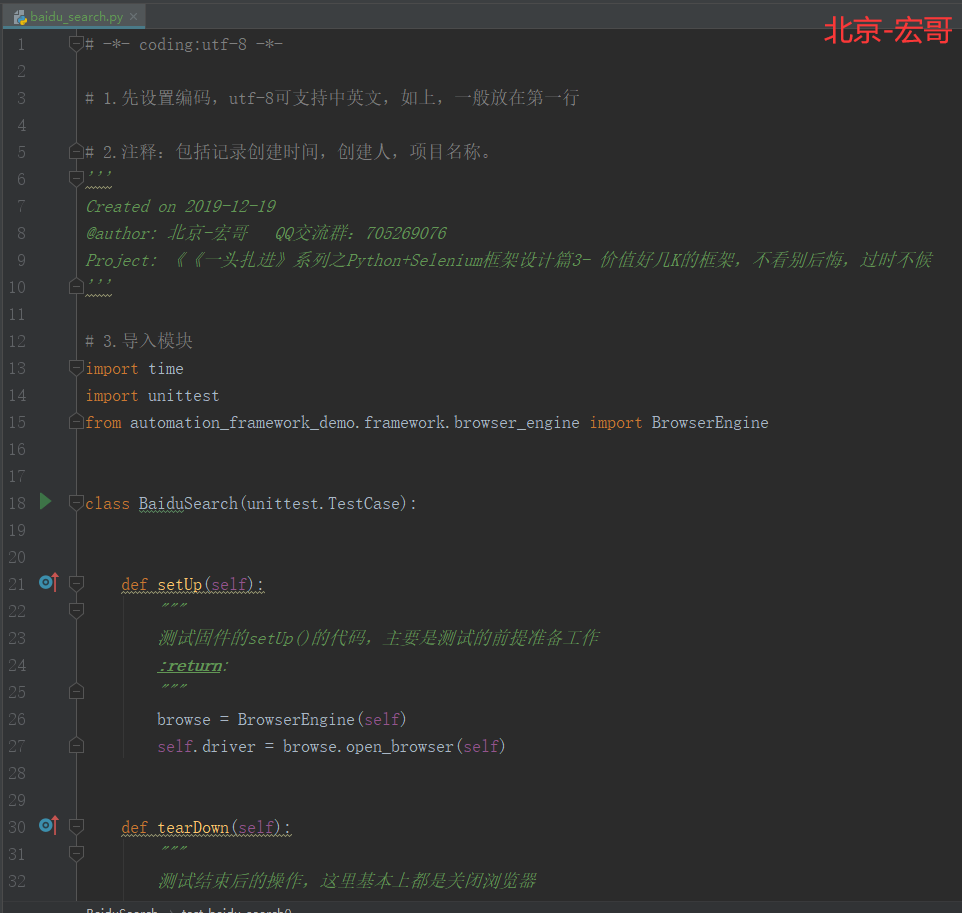 baidu_search.py
北京-宏哥
1 # -*- coding:utf-8 -*-
2
3 # 1.先设置编码，utf-8可支持中英文，如上，一般放在第一行
4
5 # 2.注释：包括记录创建时间，创建人，项目名称。
6 '''
7 Created on 2019-12-19
8 @author: 北京-宏哥   QQ交流群：705269076
9 Project: 《《一头扎进》系列之Python+Selenium框架设计篇3- 价值好几K的框架，不看别后悔，过时不候
10 '''
11
12 # 3.导入模块
13 import time
14 import unittest
15 from automation_framework_demo.framework.browser_engine import BrowserEngine
16
17
18 class BaiduSearch(unittest.TestCase):
19
20
21 def setUp(self):
22 """
23 测试固件的setUp()的代码，主要是测试的前提准备工作
24 :return:
25 """
26 browse = BrowserEngine(self)
27 self.driver = browse.open_browser(self)
28
29
30 def tearDown(self):
31 """
32 测试结束后的操作，这里基本上都是关闭浏览器